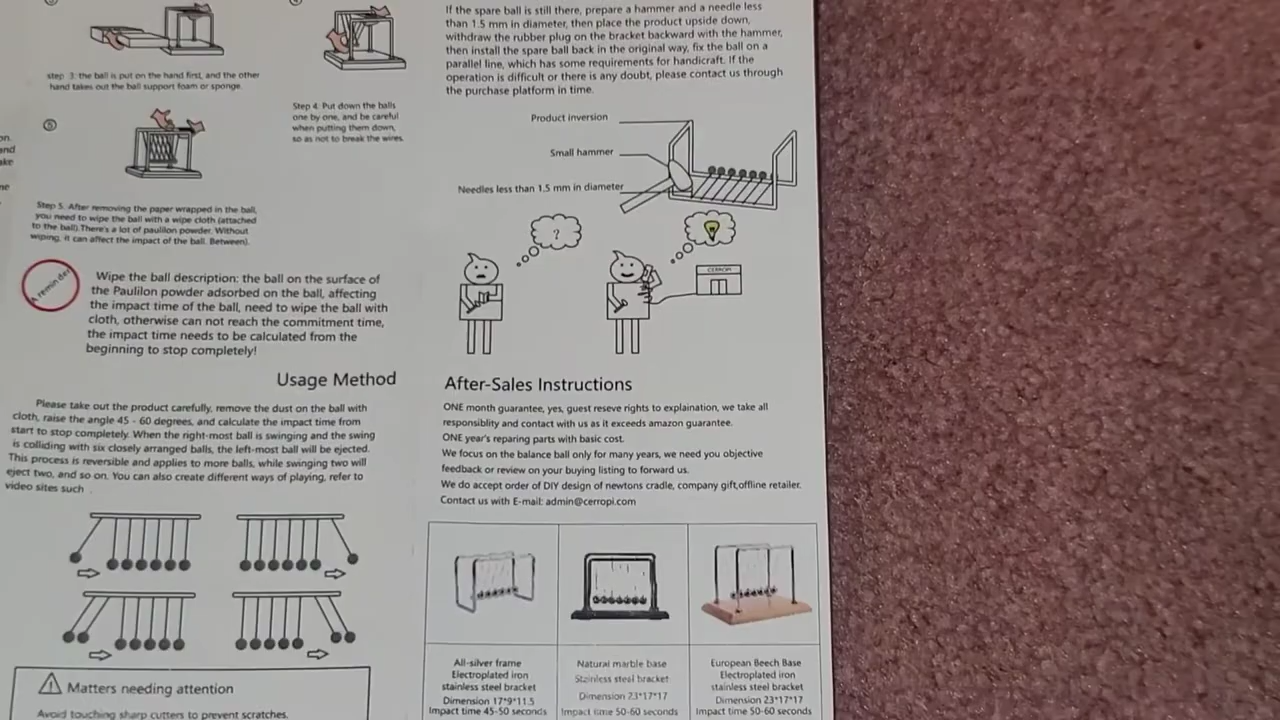 step 3: the ball is put on the hand first, and the other
hand takes out the ball support foam or sponge.
Step 4: Put down the balls
one by one, and be careful
when putting them down,
so as not to break the wires.
Step 5: After removing the paper wrapped in the ball,
you need to wipe the ball with a wipe cloth (attached
to the ball).There's a lot of paulilon powder. Without
wiping, it can affect the impact of the ball. Between).
A reminder
Wipe the ball description: the ball on the surface of
the Paulilon powder adsorbed on the ball, affecting
the impact time of the ball, need to wipe the ball with
cloth, otherwise can not reach the commitment time,
the impact time needs to be calculated from the
beginning to stop completely!
Usage Method
Please take out the product carefully, remove the dust on the ball with
cloth, raise the angle 45 - 60 degrees, and calculate the impact time from
start to stop completely. When the right-most ball is swinging and the swing
is colliding with six closely arranged balls, the left-most ball will be ejected.
This process is reversible and applies to more balls, while swinging two will
eject two, and so on. You can also create different ways of playing, refer to
video sites such .
Matters needing attention
Avoid touching sharp cutters to prevent scratches.
If the spare ball is still there, prepare a hammer and a needle less
than 1.5 mm in diameter, then place the product upside down,
withdraw the rubber plug on the bracket backward with the hammer,
then install the spare ball back in the original way, fix the ball on a
parallel line, which has some requirements for handicraft. If the
operation is difficult or there is any doubt, please contact us through
the purchase platform in time.
Product inversion
Small hammer
Needles less than 1.5 mm in diameter
?
CERROPI
After-Sales Instructions
ONE month guarantee, yes, guest reseve rights to explaination, we take all
responsiblity and contact with us as it exceeds amazon guarantee.
ONE year's reparing parts with basic cost.
We focus on the balance ball only for many years, we need you objective
feedback or review on your buying listing to forward us.
We do accept order of DIY design of newtons cradle, company gift,offline retailer.
Contact us with E-mail: admin@cerropi.com
All-silver frame
Electroplated iron
stainless steel bracket
Dimension 17*9*11.5
Impact time 45-50 seconds
Natural marble base
Stainless steel bracket
Dimension 23*17*17
Impact time 50-60 seconds
European Beech Base
Electroplated iron
stainless steel bracket
Dimension 23*17*17
Impact time 50-60 seconds